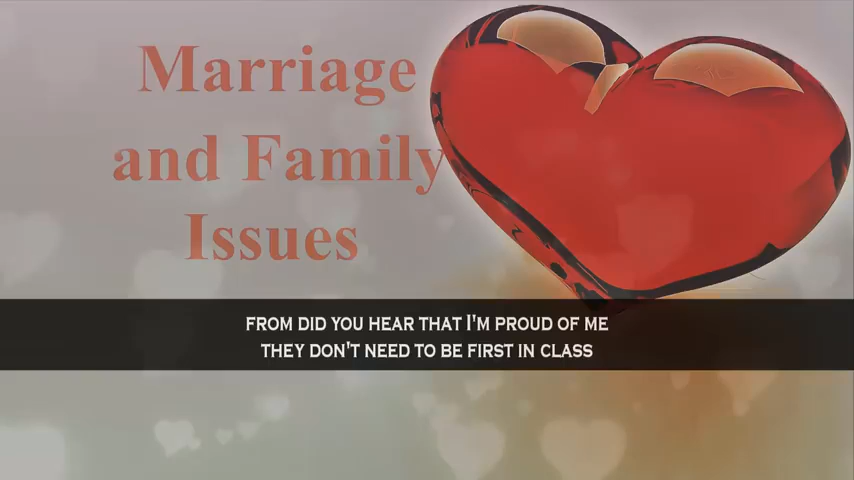 Marriage
and Family
Issues
FROM DID YOU HEAR THAT I'M PROUD OF ME
THEY DON'T NEED TO BE FIRST IN CLASS